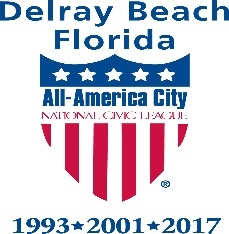 Delray Beach
Florida
All-America City
NATIONAL CIVIC LEAGUE
®
1993★2001★2017